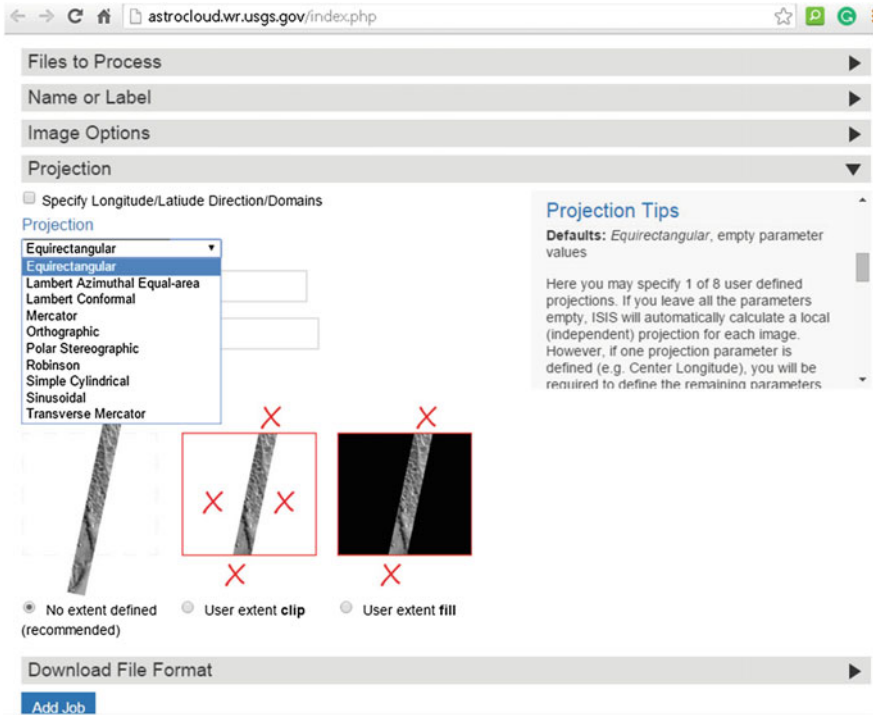 astrocloud.wr.usgs.gov/index.php
Files to Process
Name or Label
Image Options
Projection
Specify Longitude/Latiude Direction/Domains
Projection
Equirectangular
Equirectangular
Lambert Azimuthal Equal-area
Lambert Conformal
Mercator
Orthographic
Polar Stereographic
Robinson
Simple Cylindrical
Sinusoidal
Transverse Mercator
Projection Tips
Defaults: Equirectangular, empty parameter
values
Here you may specify 1 of 8 user defined
projections. If you leave all the parameters
empty, ISIS will automatically calculate a local
(independent) projection for each image.
However, if one projection parameter is
defined (e.g. Center Longitude), you will be
required to define the remaining parameters
No extent defined
(recommended)
User extent clip
User extent fill
Download File Format
Add Job